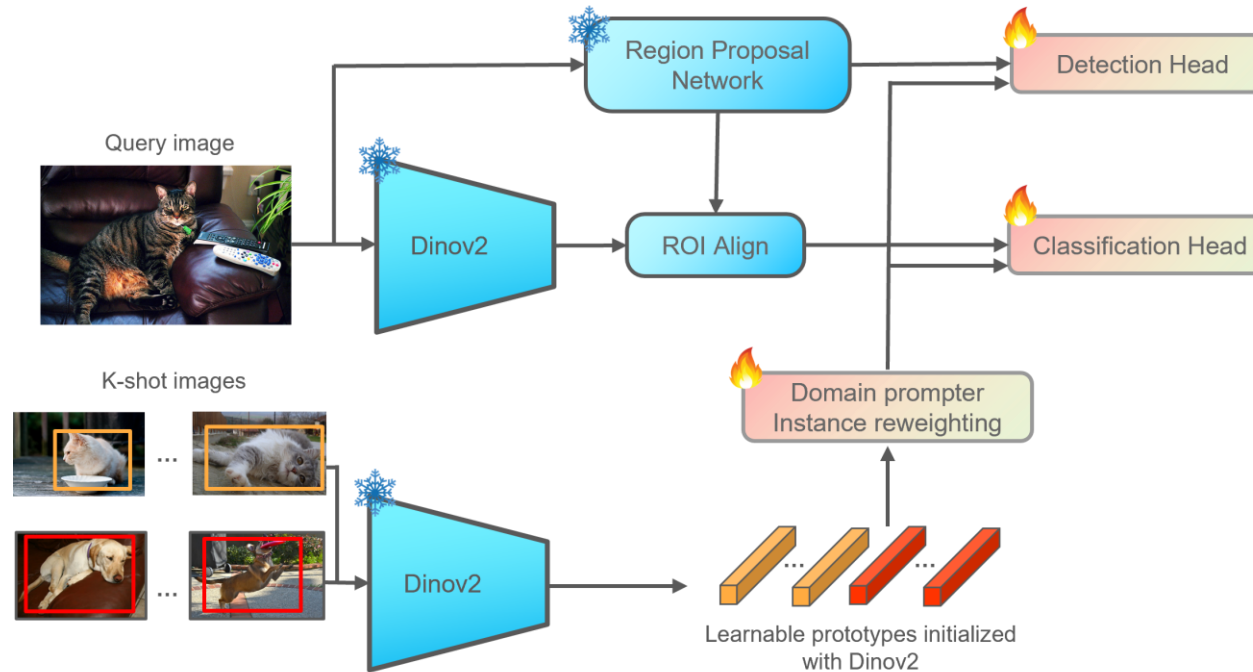 Region Proposal
Network
Detection Head
Query image
Dinov2
ROI Align
Classification Head
K-shot images
Domain prompter
Instance reweighting
...
...
Dinov2
...
...
Learnable prototypes initialized
with Dinov2